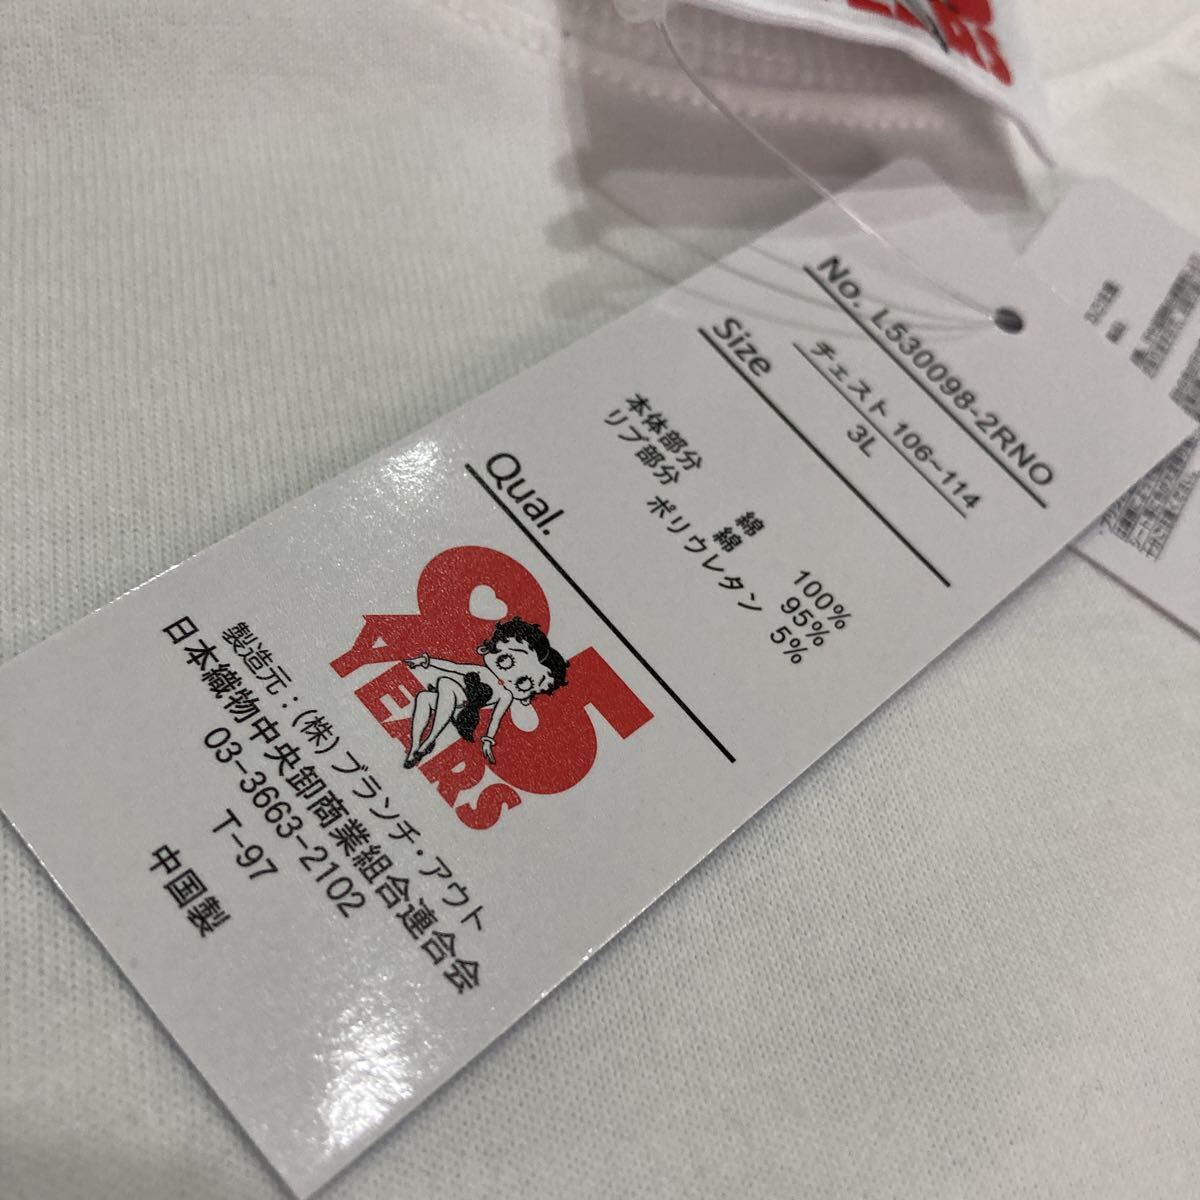 No. L530098-2RNO
Size
チェスト 106~114
3L
本体部分 綿 100%
リブ部分 綿 95%
ポリウレタン 5%
Qual.
85
YEARS
製造元:(株)ブランチ・アウト
日本織物中央卸商業組合連合会
03-3663-2102
T-97
中国製